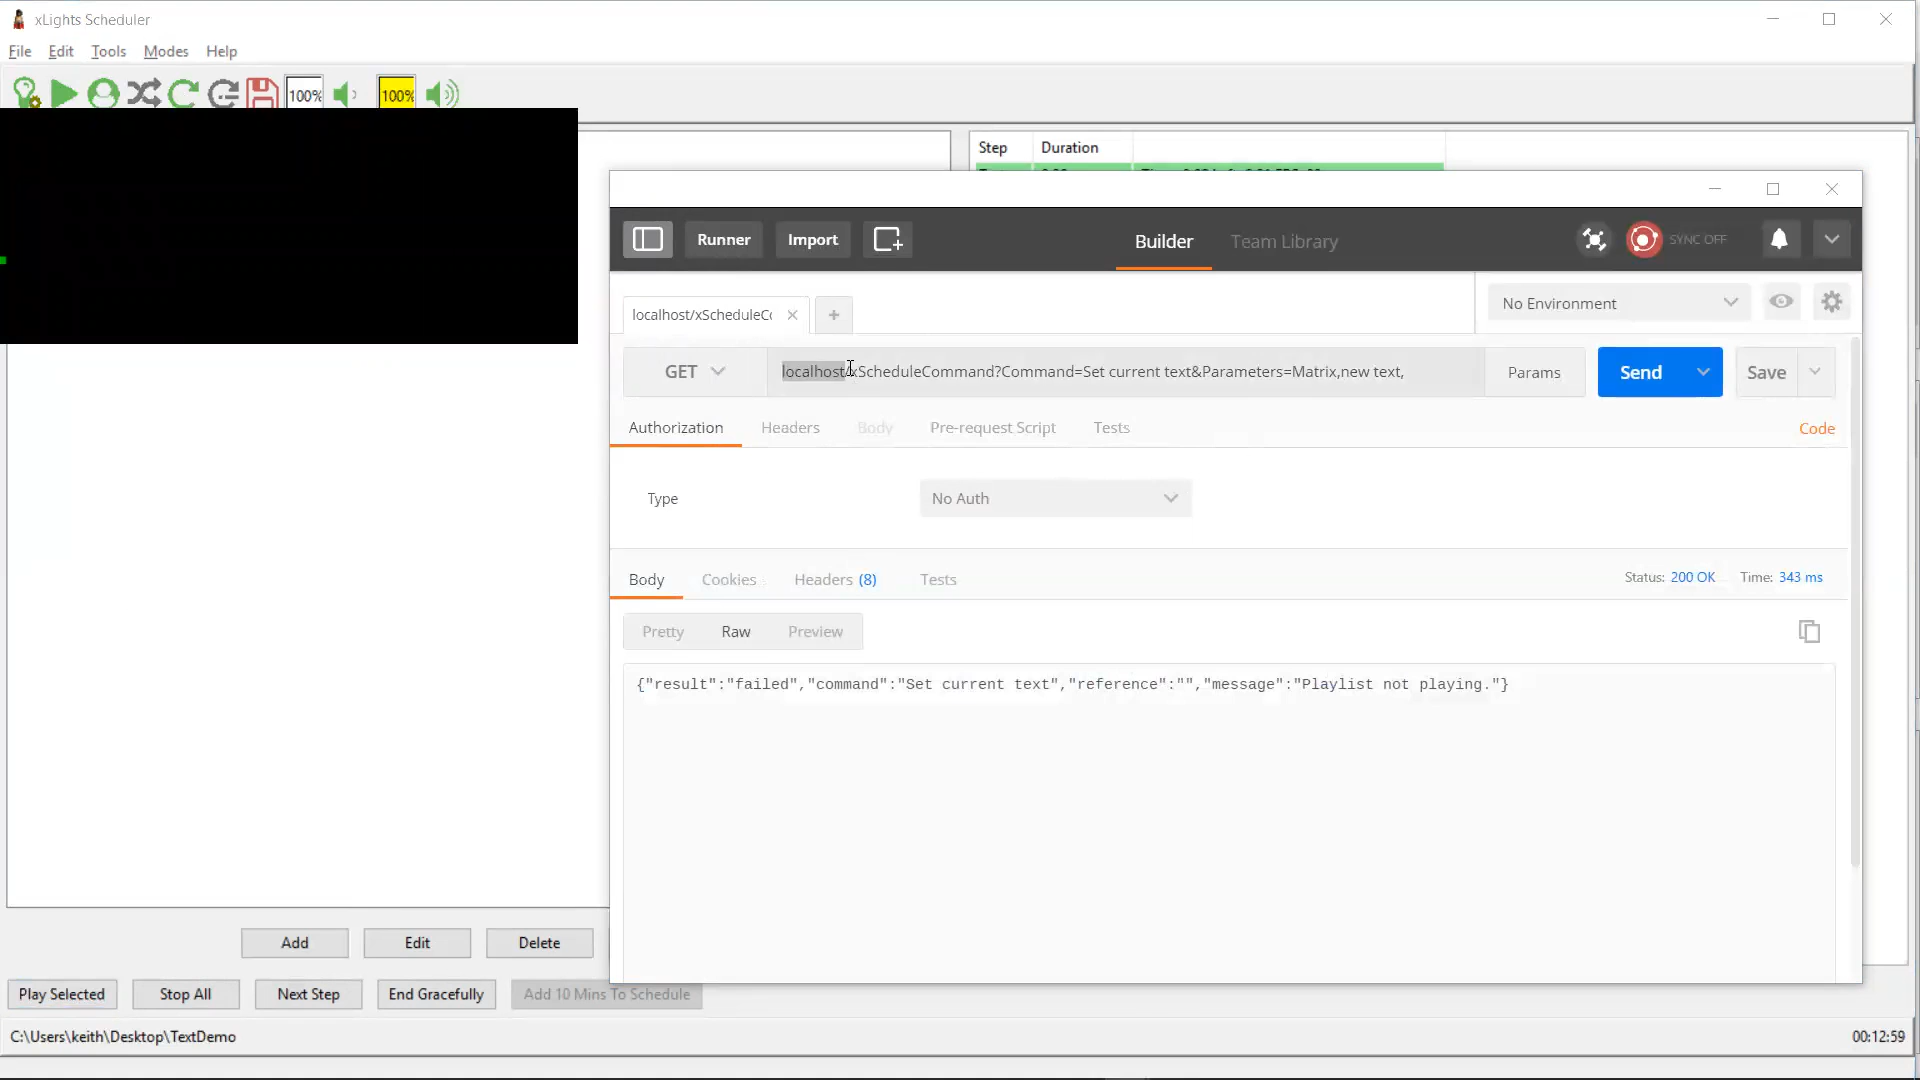 xLights Scheduler
File Edit Tools Modes Help
100% 100%
Step Duration
Runner Import Builder Team Library SYNC OFF
localhost/xScheduleCo No Environment
GET localhost/xScheduleCommand?Command=Set current text&Parameters=Matrix,new text, Params Send Save
Authorization Headers Body Pre-request Script Tests Code
Type No Auth
Body Cookies Headers (8) Tests Status: 200 OK Time: 343 ms
Pretty Raw Preview
{"result":"failed","command":"Set current text","reference":"","message":"Playlist not playing."}
Add Edit Delete
Play Selected Stop All Next Step End Gracefully Add 10 Mins To Schedule
C:\Users\keith\Desktop\TextDemo 00:12:59